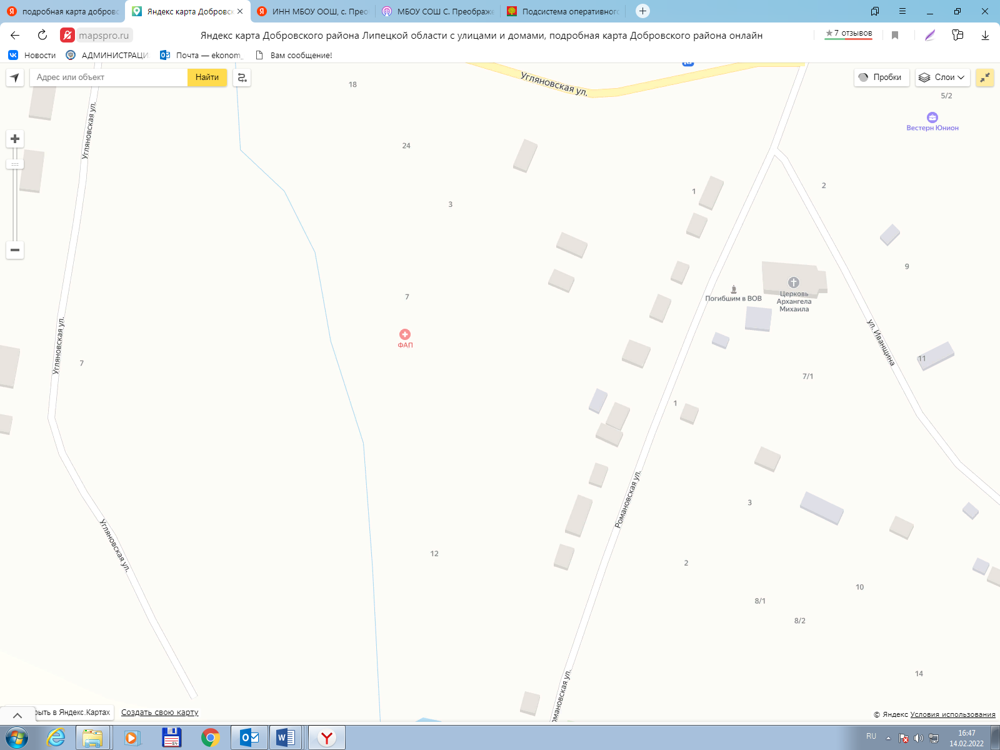 подробная карта добровс
Яндекс карта Добровск
ИНН МБОУ ООШ, с. Прео
МБОУ СОШ С. Преображе
Подсистема оперативного
mapspro.ru
Яндекс карта Добровского района Липецкой области с улицами и домами, подробная карта Добровского района онлайн
7 отзывов
Новости
АДМИНИСТРАЦИ
Почта — ekonom_
Вам сообщение!
Адрес или объект
Найти
Пробки
Слои
Угляновская ул.
18
5/2
Вестерн Юнион
Угляновская ул.
24
2
1
3
9
Погибшим в ВОВ
Церковь
Архангела
Михаила
7
ФАП
Угляновская ул.
7
ул. Иванщина
11
7/1
1
Романовская ул.
3
Угляновская ул.
12
2
10
8/1
8/2
14
омановская ул.
рыть в Яндекс.Картах
Создать свою карту
© Яндекс Условия использования
RU
16:47
14.02.2022